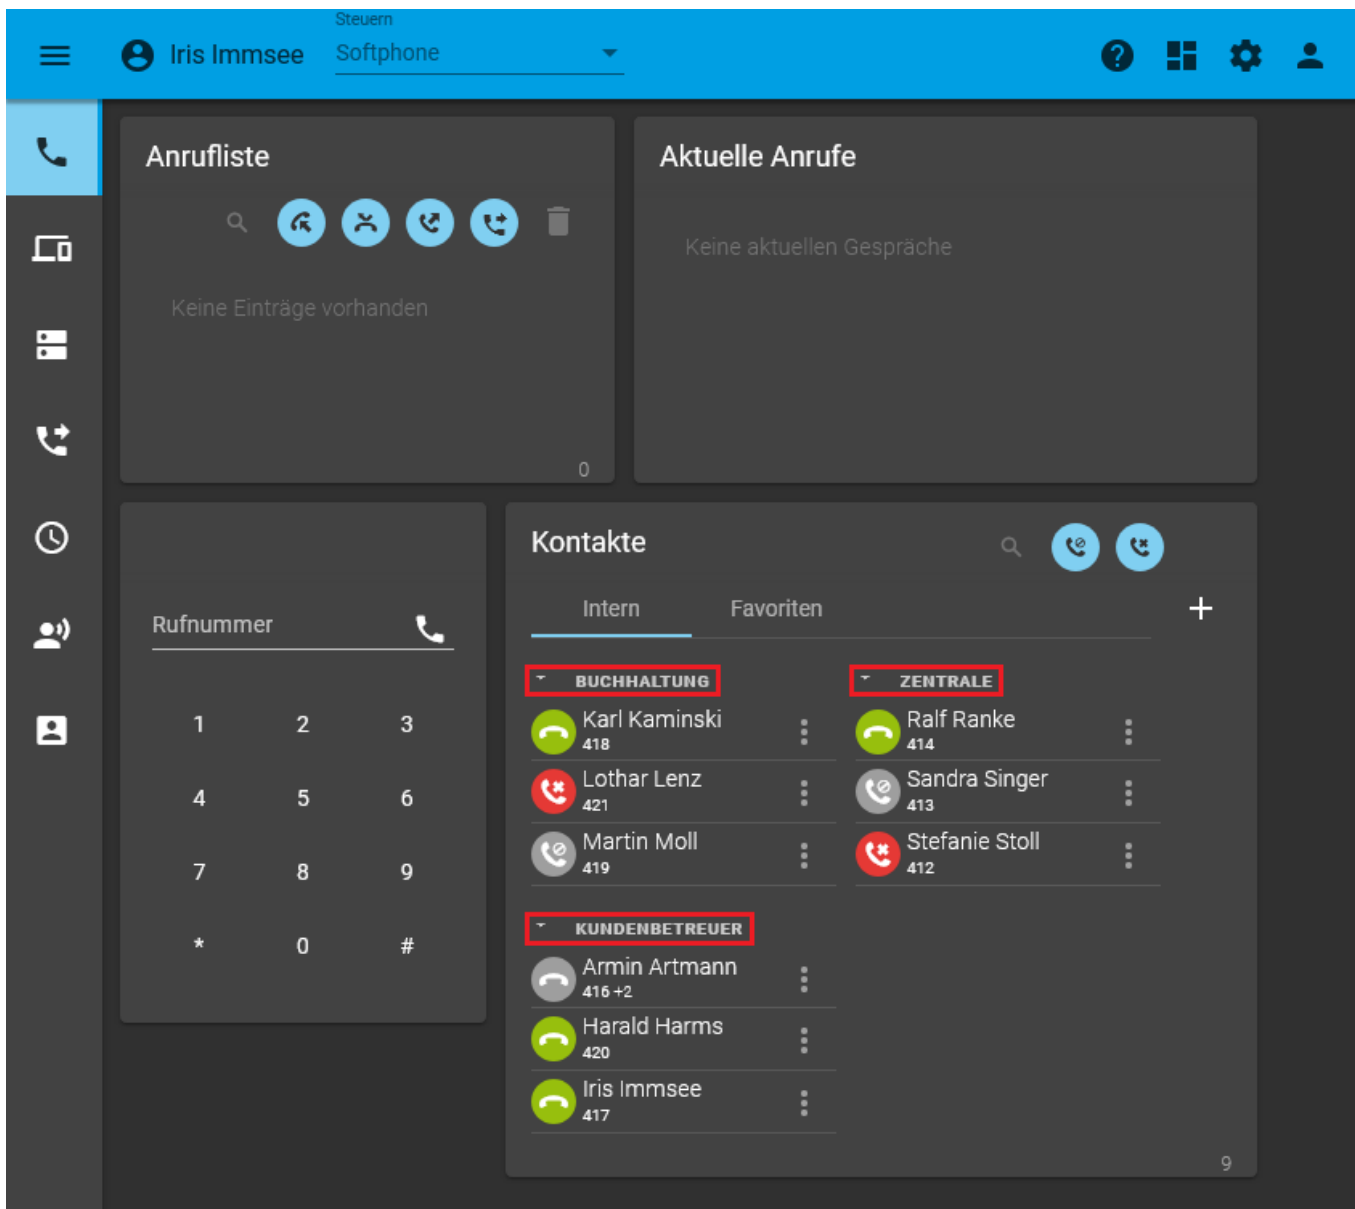 Steuern
Iris Immsee
Softphone
Anrufliste
Keine Einträge vorhanden
0
Aktuelle Anrufe
Keine aktuellen Gespräche
Rufnummer
1 2 3
4 5 6
7 8 9
* 0 #
Kontakte
Intern Favoriten
BUCHHALTUNG
Karl Kaminski
418
Lothar Lenz
421
Martin Moll
419
ZENTRALE
Ralf Ranke
414
Sandra Singer
413
Stefanie Stoll
412
KUNDENBETREUER
Armin Artmann
416 +2
Harald Harms
420
Iris Immsee
417
9